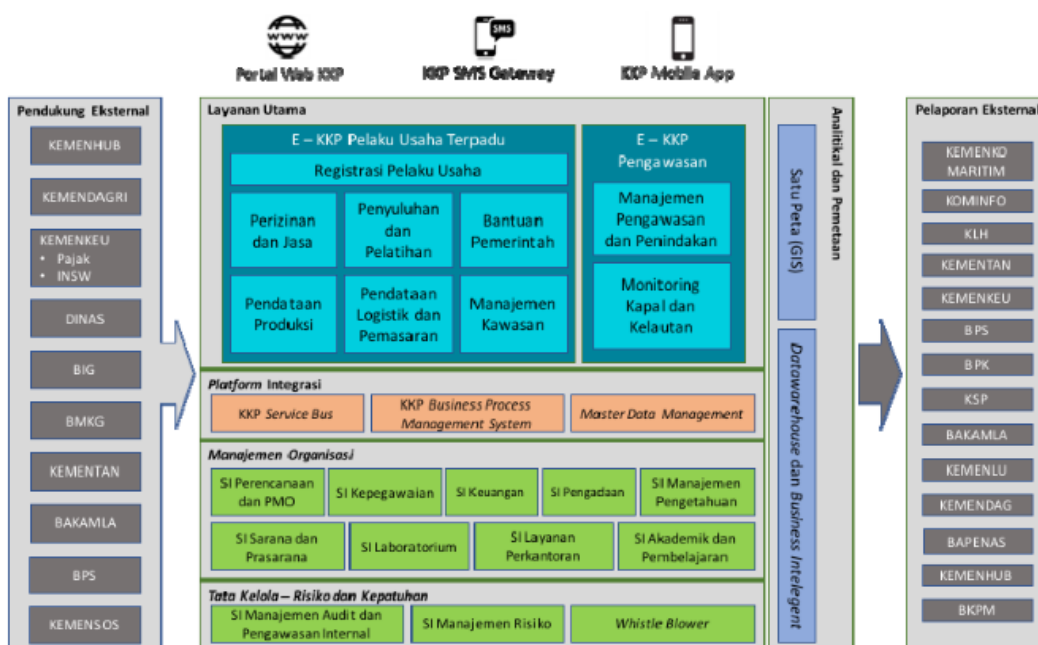 WWW
SMS
Portal Web KKP
KKP SMS Gateway
KKP Mobile App
Pendukung Eksternal
KEMENHUB
KEMENDAGRI
KEMENKEU
• Pajak
• INSW
DINAS
BIG
BMKG
KEMENTAN
BAKAMLA
BPS
KEMENSOS
Layanan Utama
E – KKP Pelaku Usaha Terpadu
Registrasi Pelaku Usaha
Perizinan
dan Jasa
Penyuluhan
dan
Pelatihan
Bantuan
Pemerintah
Pendataan
Produksi
Pendataan
Logistik dan
Pemasaran
Manajemen
Kawasan
E – KKP
Pengawasan
Manajemen
Pengawasan
dan Penindakan
Monitoring
Kapal dan
Kelautan
Platform Integrasi
KKP Service Bus
KKP Business Process
Management System
Master Data Management
Manajemen Organisasi
SI Perencanaan
dan PMO
SI Kepegawaian
SI Keuangan
SI Pengadaan
SI Manajemen
Pengetahuan
SI Sarana dan
Prasarana
SI Laboratorium
SI Layanan
Perkantoran
SI Akademik dan
Pembelajaran
Tata Kelola – Risiko dan Kepatuhan
SI Manajemen Audit dan
Pengawasan Internal
SI Manajemen Risiko
Whistle Blower
Analitikal dan Pemetaan
Satu Peta (GIS)
Datawarehouse dan Business Intelegent
Pelaporan Eksternal
KEMENKO
MARITIM
KOMINFO
KLH
KEMENTAN
KEMENKEU
BPS
BPK
KSP
BAKAMLA
KEMENLU
KEMENDAG
BAPENAS
KEMENHUB
BKPM